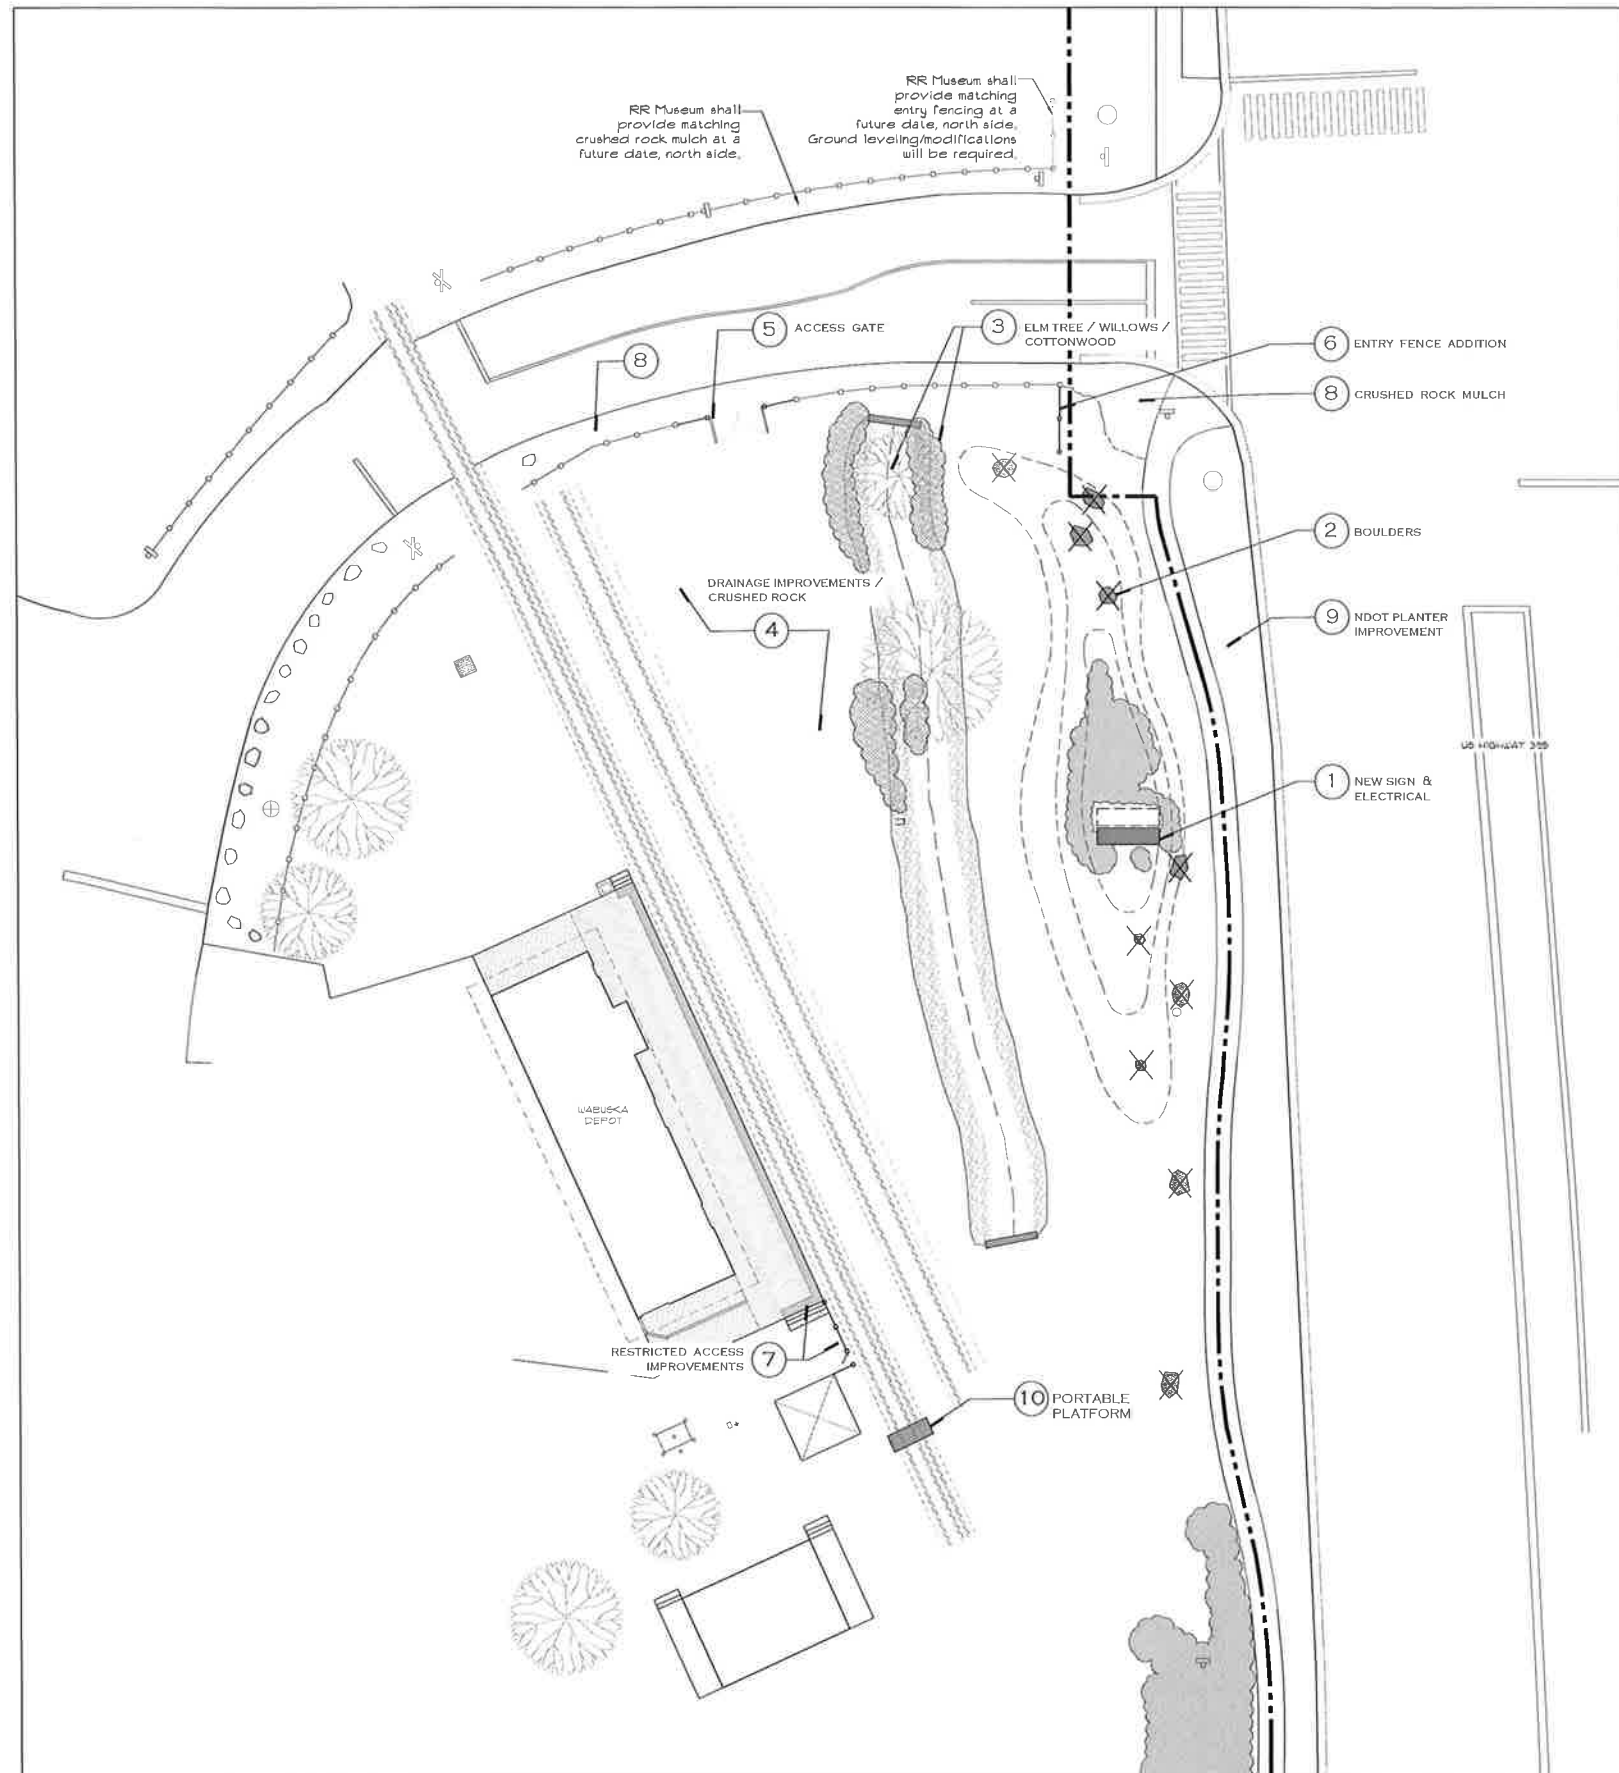 RR Museum shall
provide matching
crushed rock mulch at a
future date, north side.
RR Museum shall
provide matching
entry fencing at a
future date, north side.
Ground leveling/modifications
will be required.
5 ACCESS GATE
3 ELM TREE / WILLOWS /
COTTONWOOD
6 ENTRY FENCE ADDITION
8
8 CRUSHED ROCK MULCH
2 BOULDERS
DRAINAGE IMPROVEMENTS /
CRUSHED ROCK
4
9 NDOT PLANTER
IMPROVEMENT
US HIGHWAY 395
1 NEW SIGN &
ELECTRICAL
WABUSKA
DEPOT
RESTRICTED ACCESS
IMPROVEMENTS
7
10 PORTABLE
PLATFORM